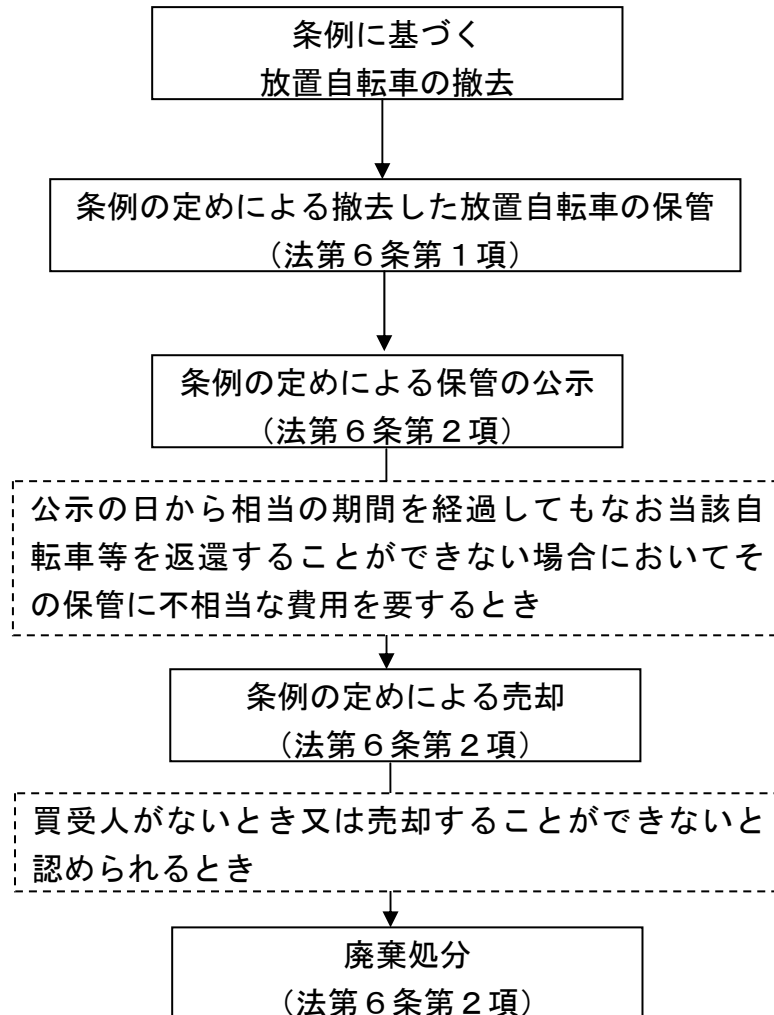 条例に基づく
放置自転車の撤去
条例の定めによる撤去した放置自転車の保管
（法第６条第１項）
条例の定めによる保管の公示
（法第６条第２項）
公示の日から相当の期間を経過してもなお当該自
転車等を返還することができない場合においてそ
の保管に不相当な費用を要するとき
条例の定めによる売却
（法第６条第２項）
買受人がないとき又は売却することができないと
認められるとき
廃棄処分
（法第６条第２項）